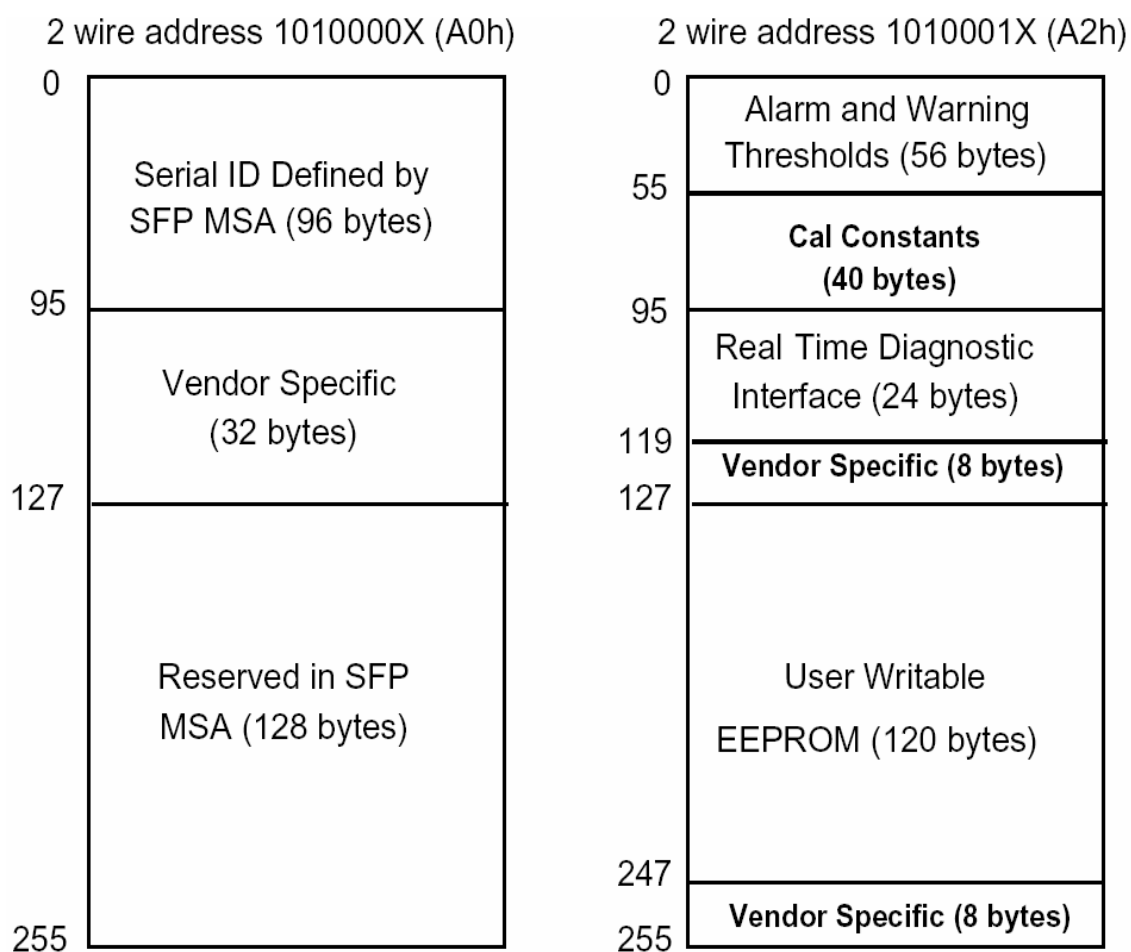 2 wire address 1010000X (A0h)
0
Serial ID Defined by
SFP MSA (96 bytes)
95
Vendor Specific
(32 bytes)
127
Reserved in SFP
MSA (128 bytes)
255
2 wire address 1010001X (A2h)
0
Alarm and Warning
Thresholds (56 bytes)
55
Cal Constants
(40 bytes)
95
Real Time Diagnostic
Interface (24 bytes)
119
Vendor Specific (8 bytes)
127
User Writable
EEPROM (120 bytes)
247
Vendor Specific (8 bytes)
255